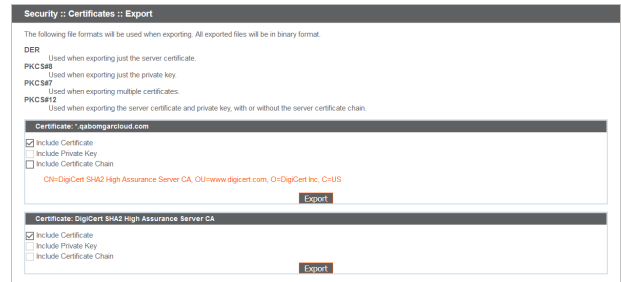 Security :: Certificates :: Export
The following file formats will be used when exporting. All exported files will be in binary format.
DER
Used when exporting just the server certificate.
PKCS#8
Used when exporting just the private key.
PKCS#7
Used when exporting multiple certificates.
PKCS#12
Used when exporting the server certificate and private key, with or without the server certificate chain.
Certificate: *.qabomgarcloud.com
Include Certificate
Include Private Key
Include Certificate Chain
CN=DigiCert SHA2 High Assurance Server CA, OU=www.digicert.com, O=DigiCert Inc, C=US
Export
Certificate: DigiCert SHA2 High Assurance Server CA
Include Certificate
Include Private Key
Include Certificate Chain
Export